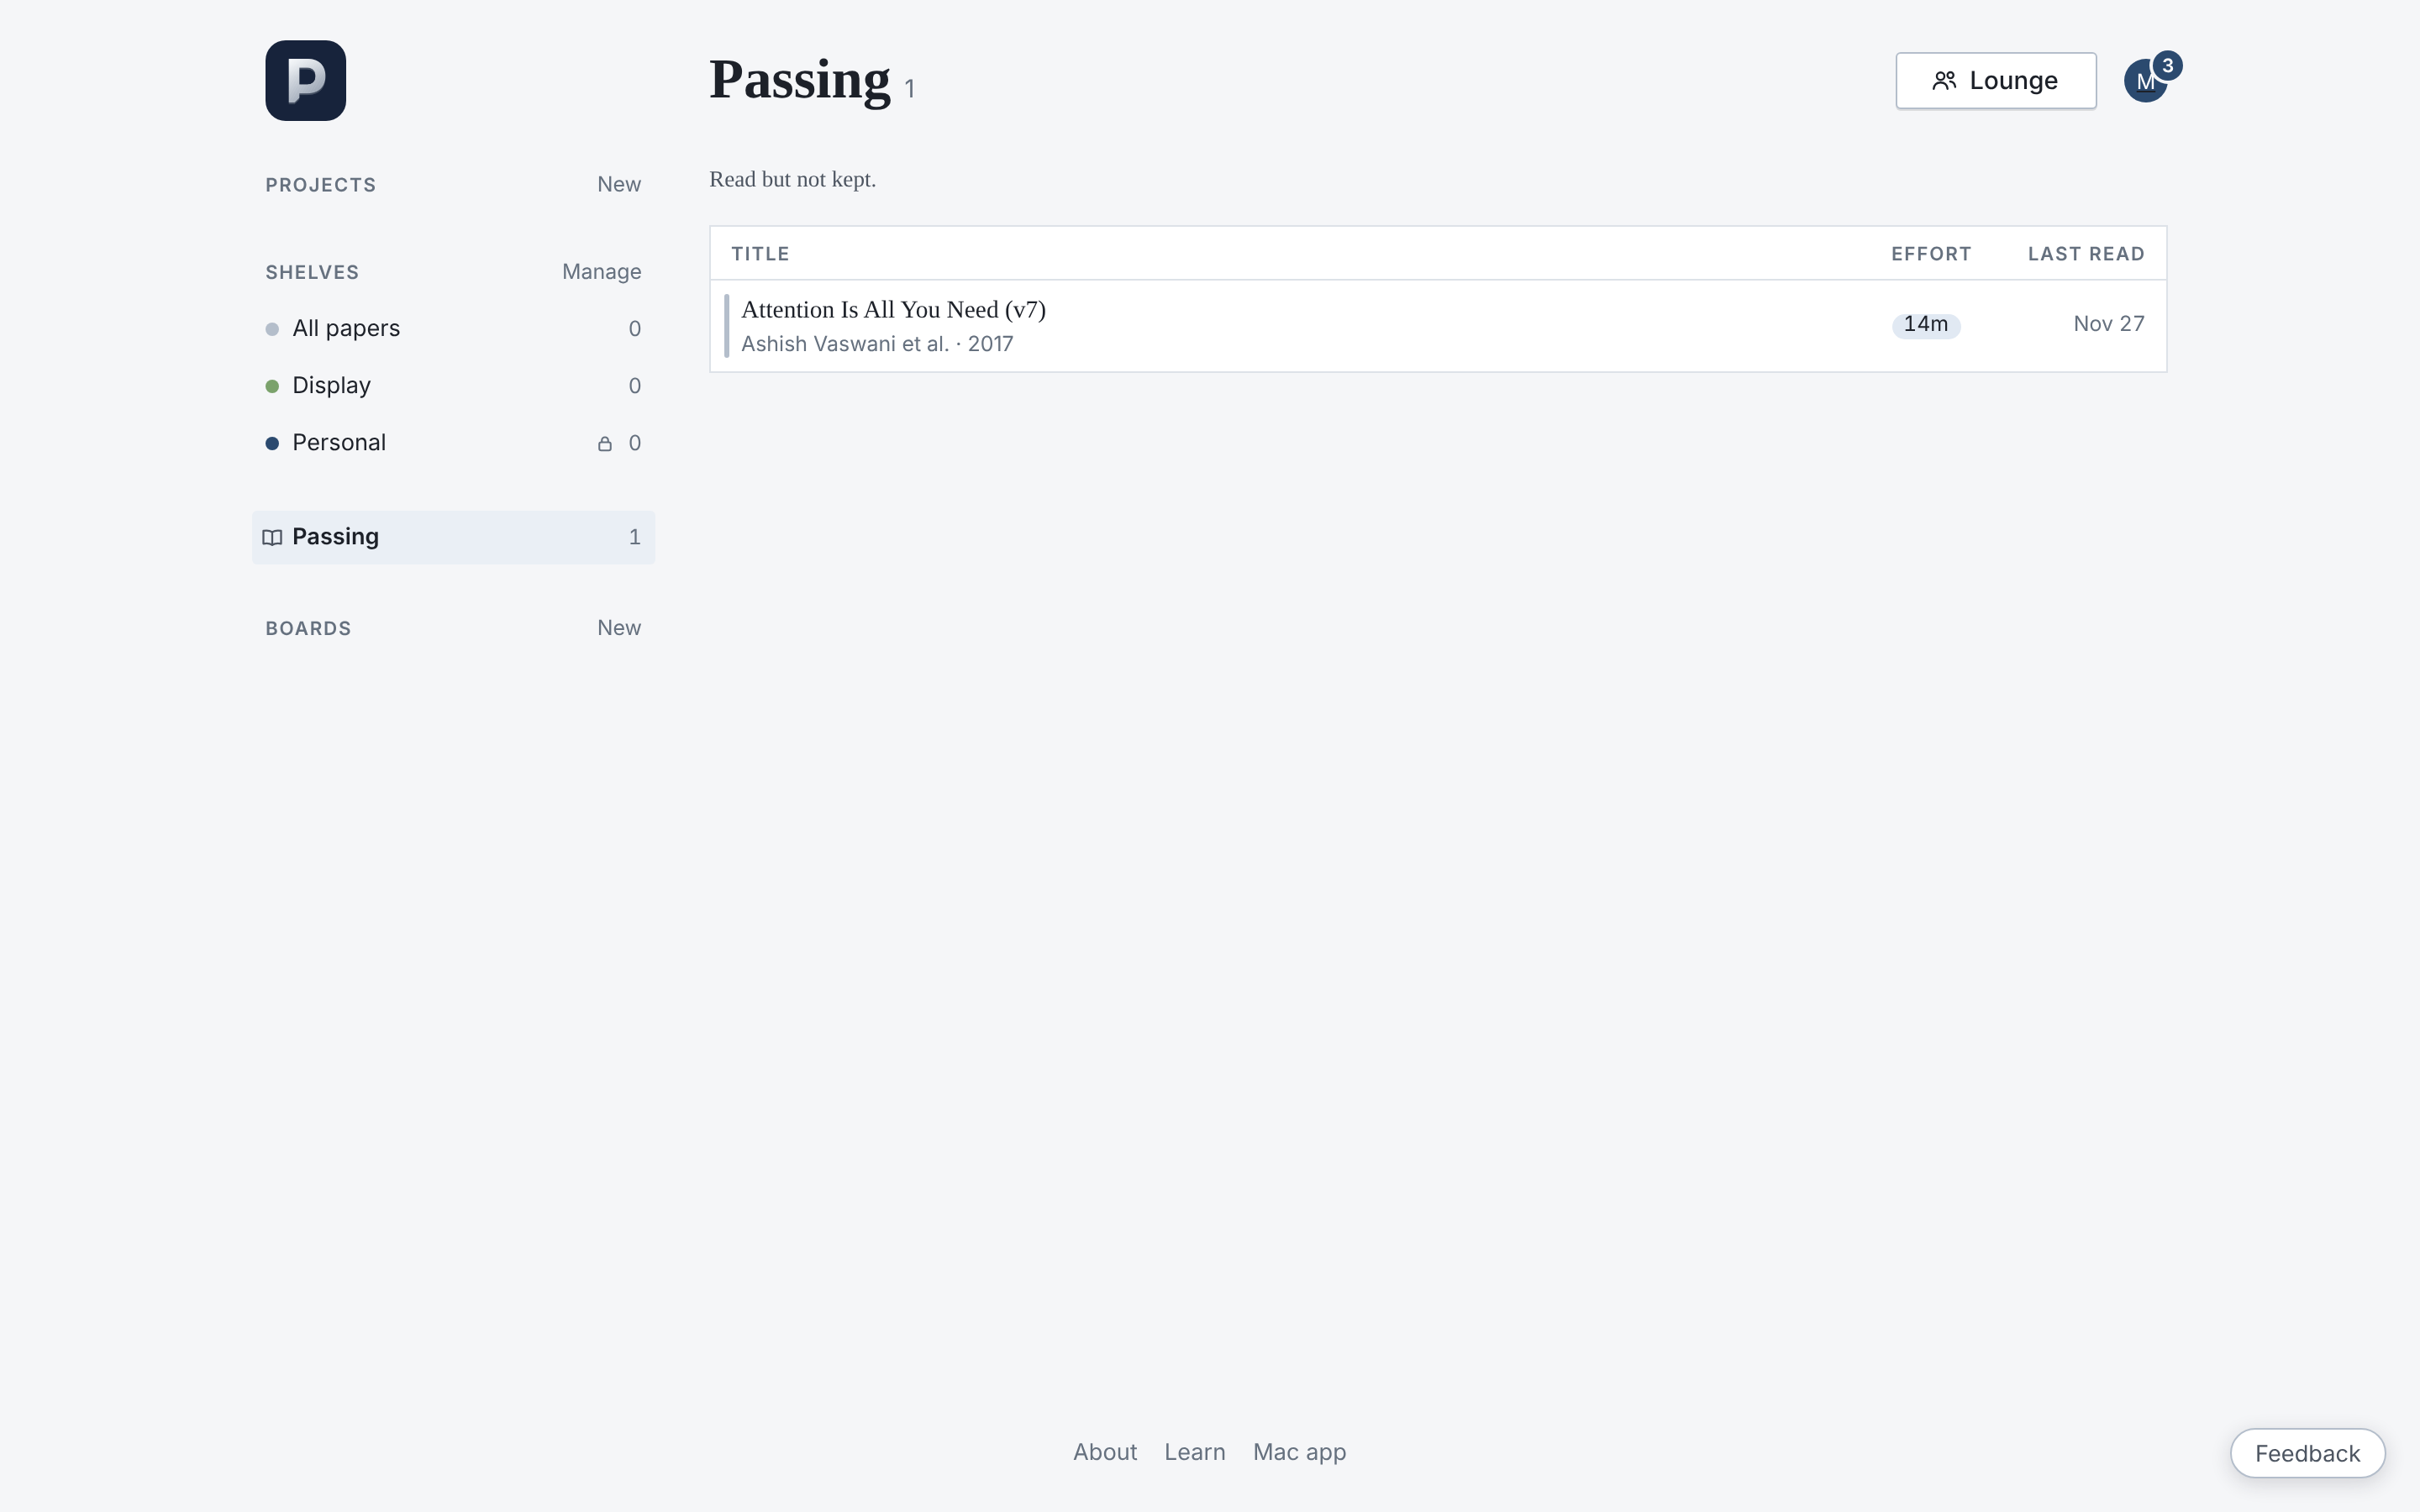 P
Passing 1
Lounge
M
3
PROJECTS New
Read but not kept.
SHELVES Manage
All papers 0
Display 0
Personal 0
Passing 1
BOARDS New
TITLE EFFORT LAST READ
Attention Is All You Need (v7)
Ashish Vaswani et al. · 2017
14m
Nov 27
About Learn Mac app
Feedback